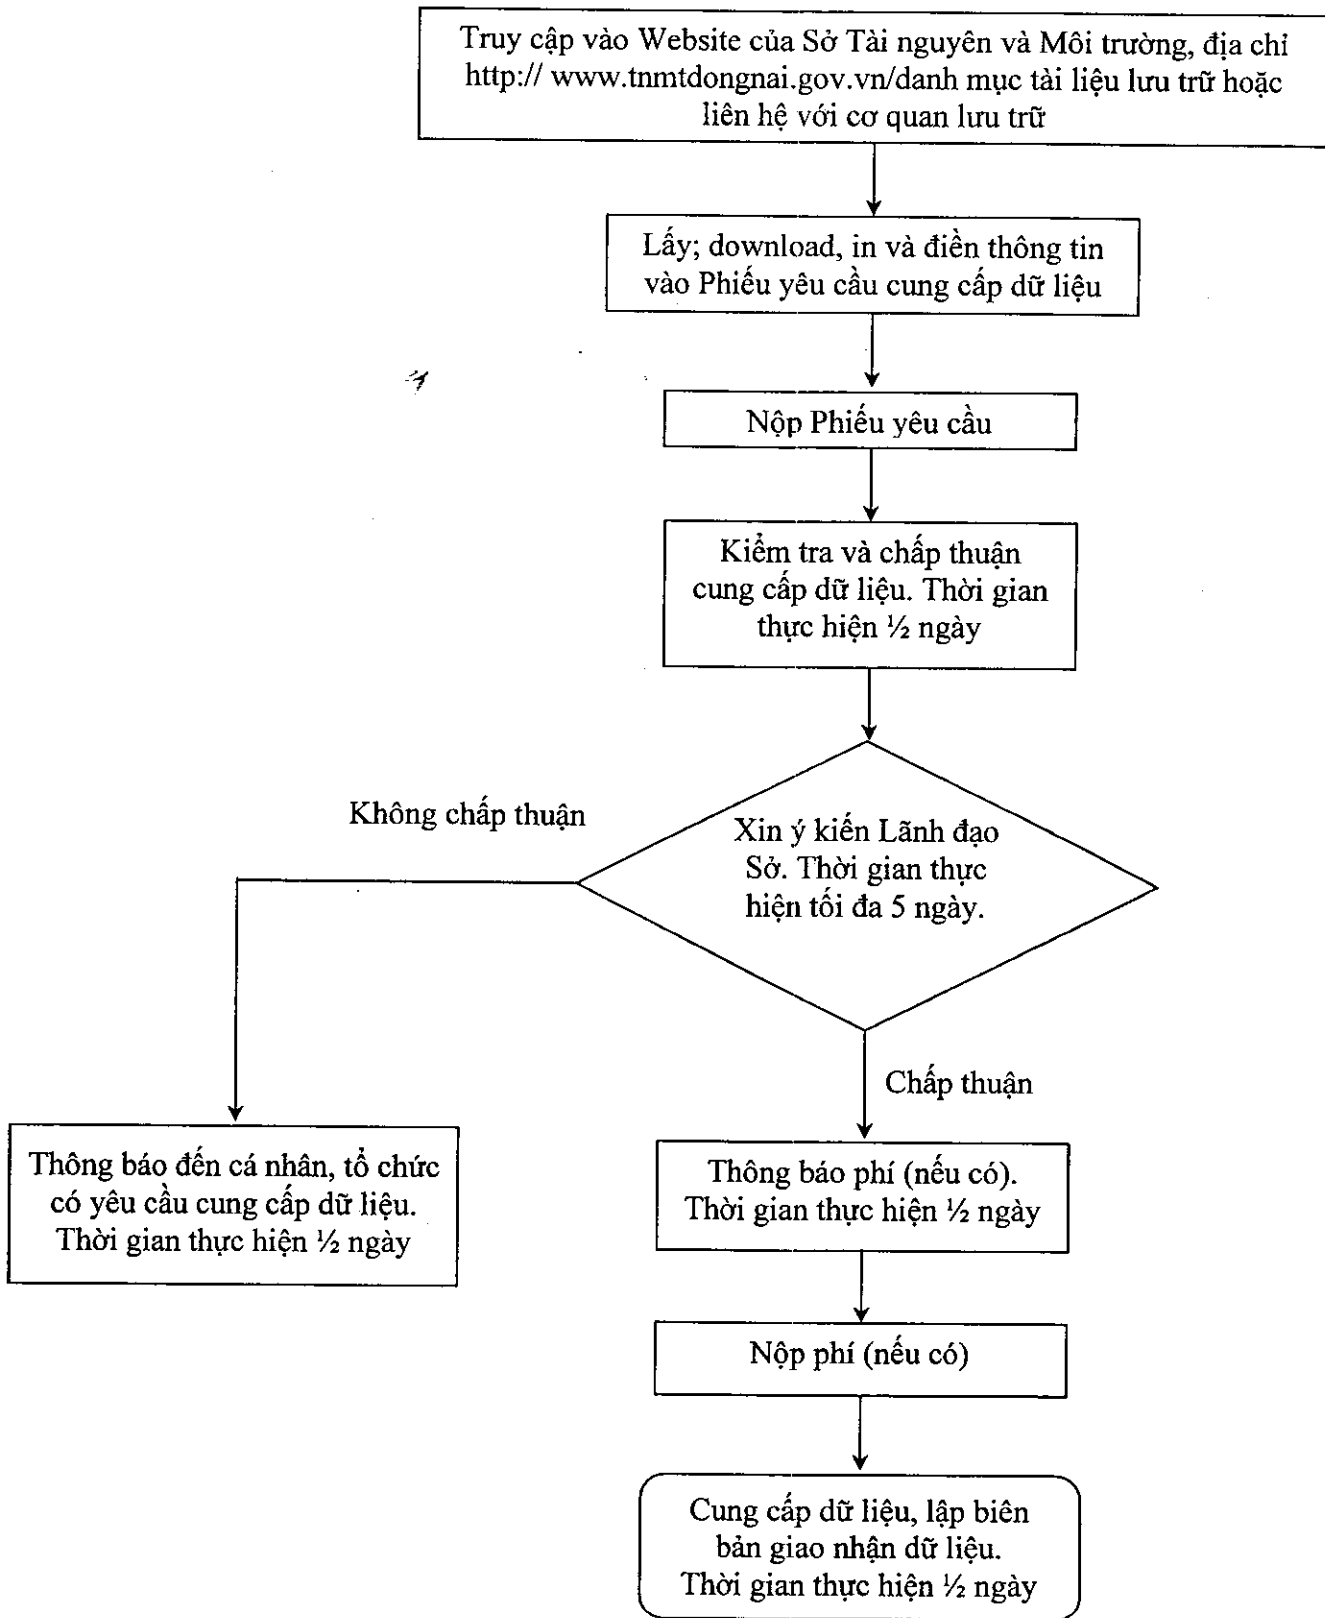 Truy cập vào Website của Sở Tài nguyên và Môi trường, địa chỉ
http:// www.tnmtdongnai.gov.vn/danh mục tài liệu lưu trữ hoặc
liên hệ với cơ quan lưu trữ
Lấy; download, in và điền thông tin
vào Phiếu yêu cầu cung cấp dữ liệu
Nộp Phiếu yêu cầu
Kiểm tra và chấp thuận
cung cấp dữ liệu. Thời gian
thực hiện ½ ngày
Xin ý kiến Lãnh đạo
Sở. Thời gian thực
hiện tối đa 5 ngày.
Không chấp thuận
Chấp thuận
Thông báo đến cá nhân, tổ chức
có yêu cầu cung cấp dữ liệu.
Thời gian thực hiện ½ ngày
Thông báo phí (nếu có).
Thời gian thực hiện ½ ngày
Nộp phí (nếu có)
Cung cấp dữ liệu, lập biên
bản giao nhận dữ liệu.
Thời gian thực hiện ½ ngày